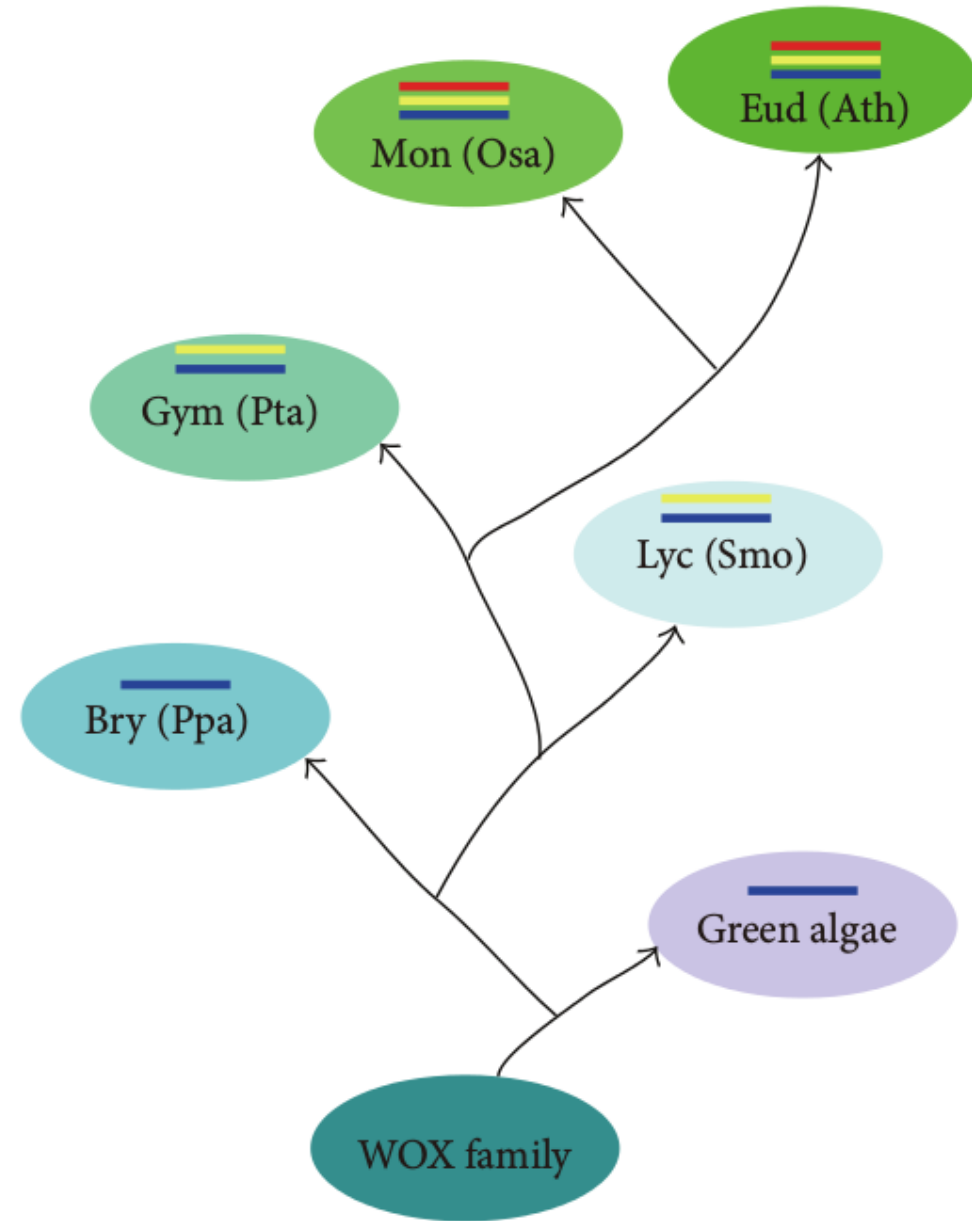 Eud (Ath)
Mon (Osa)
Gym (Pta)
Lyc (Smo)
Bry (Ppa)
Green algae
WOX family